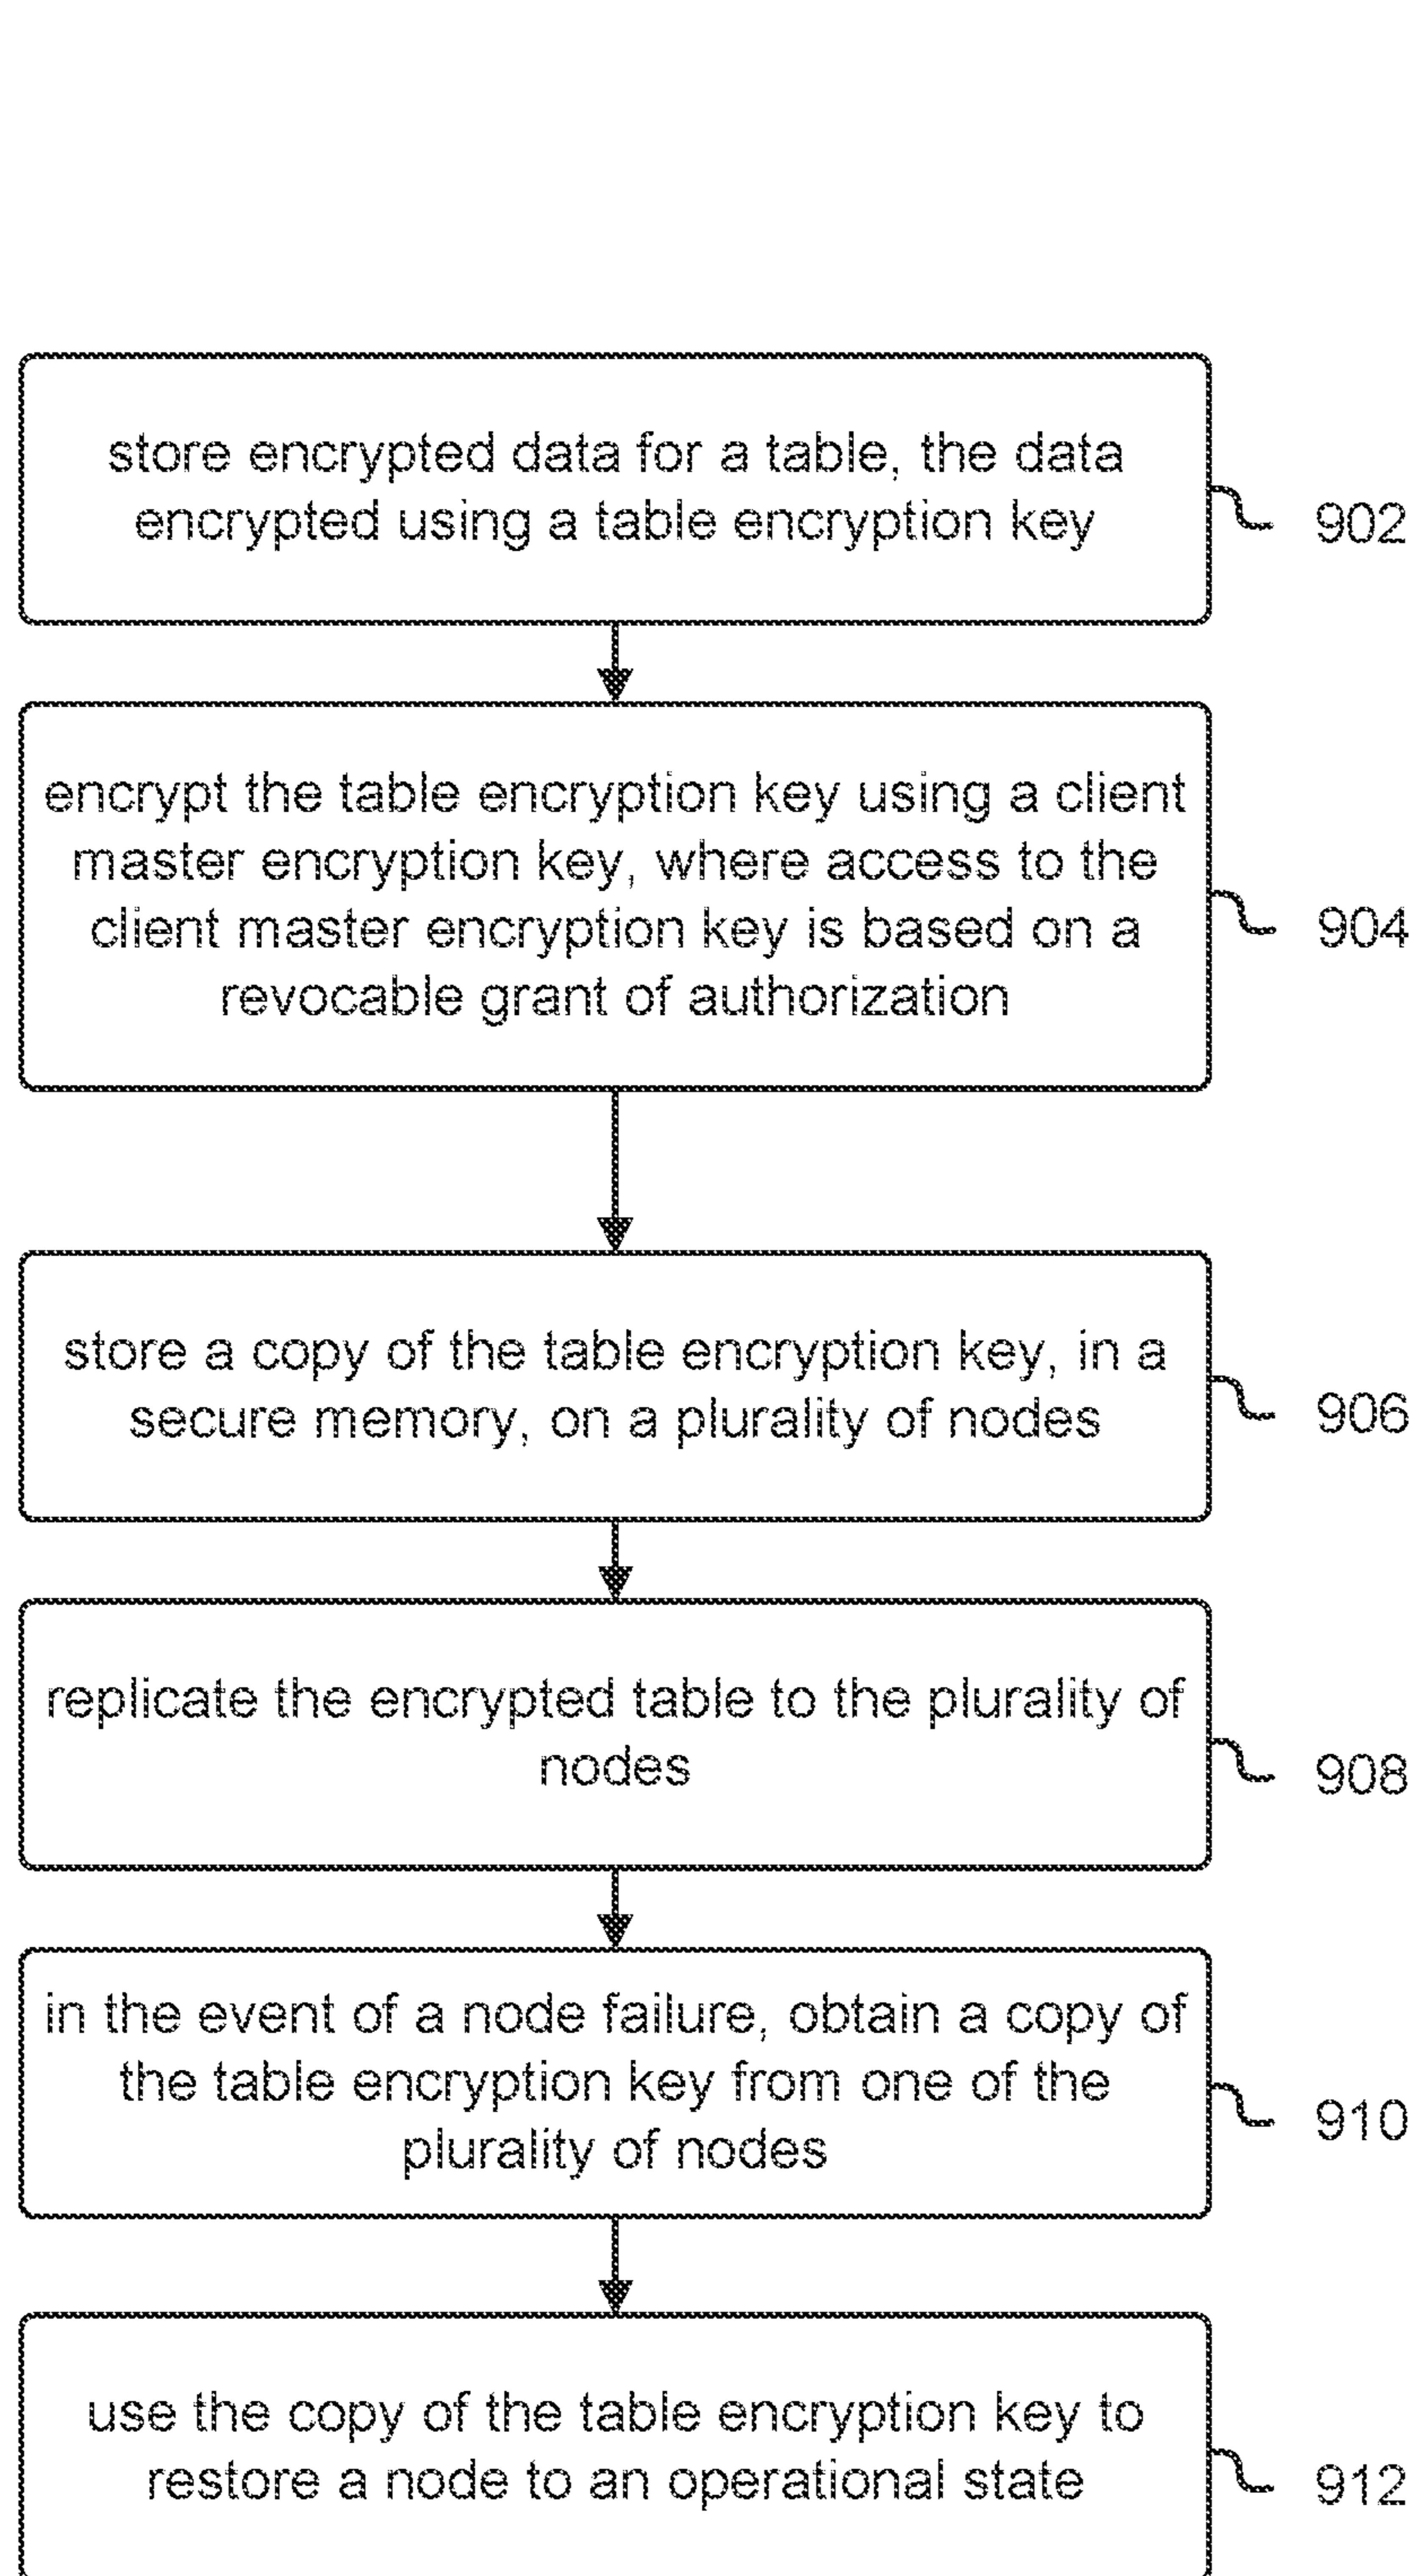 store encrypted data for a table, the data
encrypted using a table encryption key
902
encrypt the table encryption key using a client
master encryption key, where access to the
client master encryption key is based on a
revocable grant of authorization
904
store a copy of the table encryption key, in a
secure memory, on a plurality of nodes
906
replicate the encrypted table to the plurality of
nodes
908
in the event of a node failure, obtain a copy of
the table encryption key from one of the
plurality of nodes
910
use the copy of the table encryption key to
restore a node to an operational state
912